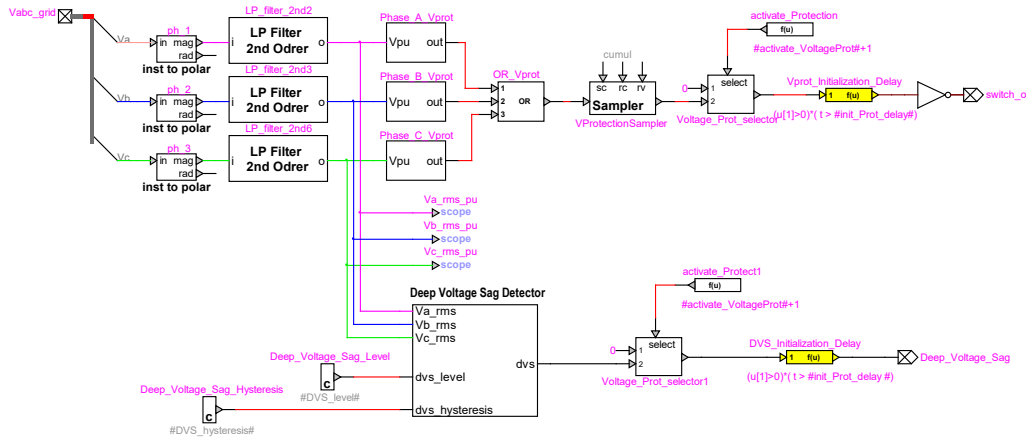 Vabc_grid
Va
Vb
Vc
ph_1
in mag
rad
inst to polar
ph_2
in mag
rad
inst to polar
ph_3
in mag
rad
inst to polar
LP_filter_2nd2
i LP Filter o
2nd Odrer
LP_filter_2nd3
i LP Filter o
2nd Odrer
LP_filter_2nd6
i LP Filter o
2nd Odrer
Phase_A_Vprot
Vpu out
Phase_B_Vprot
Vpu out
Phase_C_Vprot
Vpu out
OR_Vprot
1
2 OR
3
cumul
sc rc rv
Sampler
VProtectionSampler
activate_Protection
f(u)
#activate_VoltageProt#+1
select
0 1
2
Voltage_Prot_selector
Vprot_Initialization_Delay
1 f(u)
(u[1]>0)*( t > #init_Prot_delay#)
switch_o
Va_rms_pu
scope
Vb_rms_pu
scope
Vc_rms_pu
scope
Deep Voltage Sag Detector
Va_rms
Vb_rms
Vc_rms
dvs
dvs_level
dvs_hysteresis
Deep_Voltage_Sag_Level
C
#DVS_level#
Deep_Voltage_Sag_Hysteresis
C
#DVS_hysteresis#
activate_Protect1
f(u)
#activate_VoltageProt#+1
select
0 1
2
Voltage_Prot_selector1
DVS_Initialization_Delay
1 f(u)
(u[1]>0)*( t > #init_Prot_delay #)
Deep_Voltage_Sag